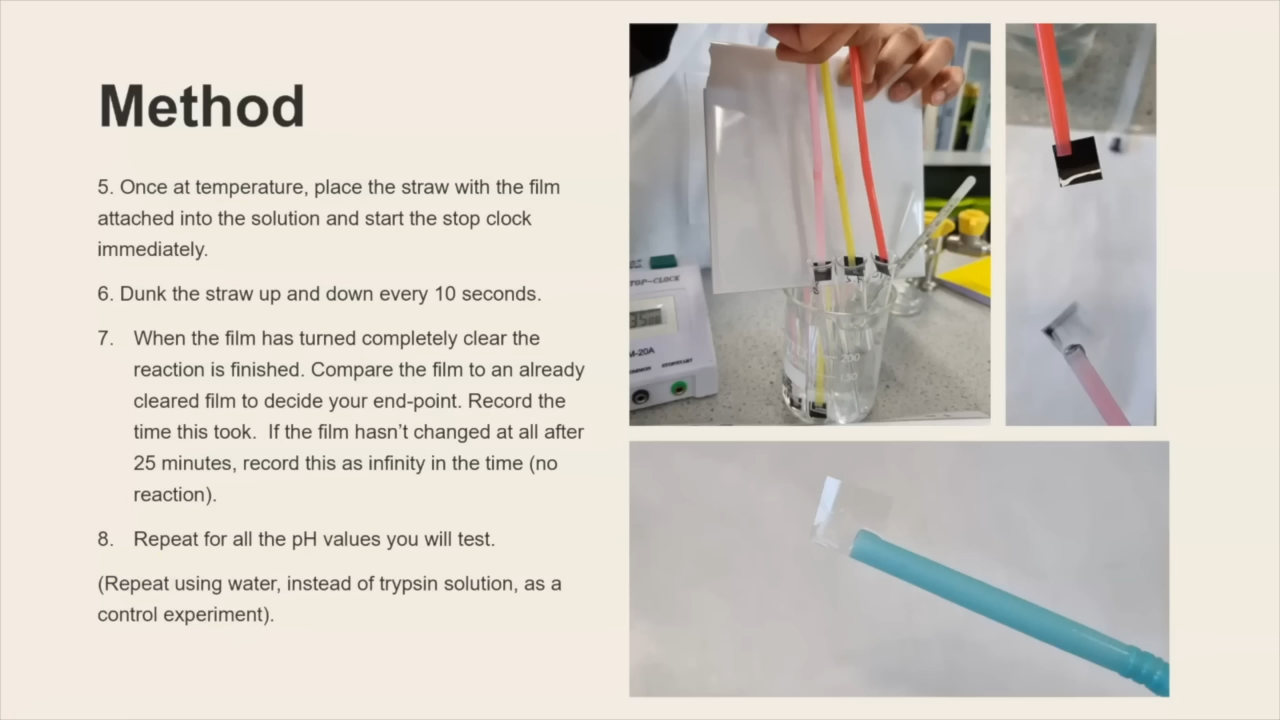 Method
5. Once at temperature, place the straw with the film
attached into the solution and start the stop clock
immediately.
6. Dunk the straw up and down every 10 seconds.
7. When the film has turned completely clear the
reaction is finished. Compare the film to an already
cleared film to decide your end-point. Record the
time this took.  If the film hasn’t changed at all after
25 minutes, record this as infinity in the time (no
reaction).
8. Repeat for all the pH values you will test.
(Repeat using water, instead of trypsin solution, as a
control experiment).
200
150